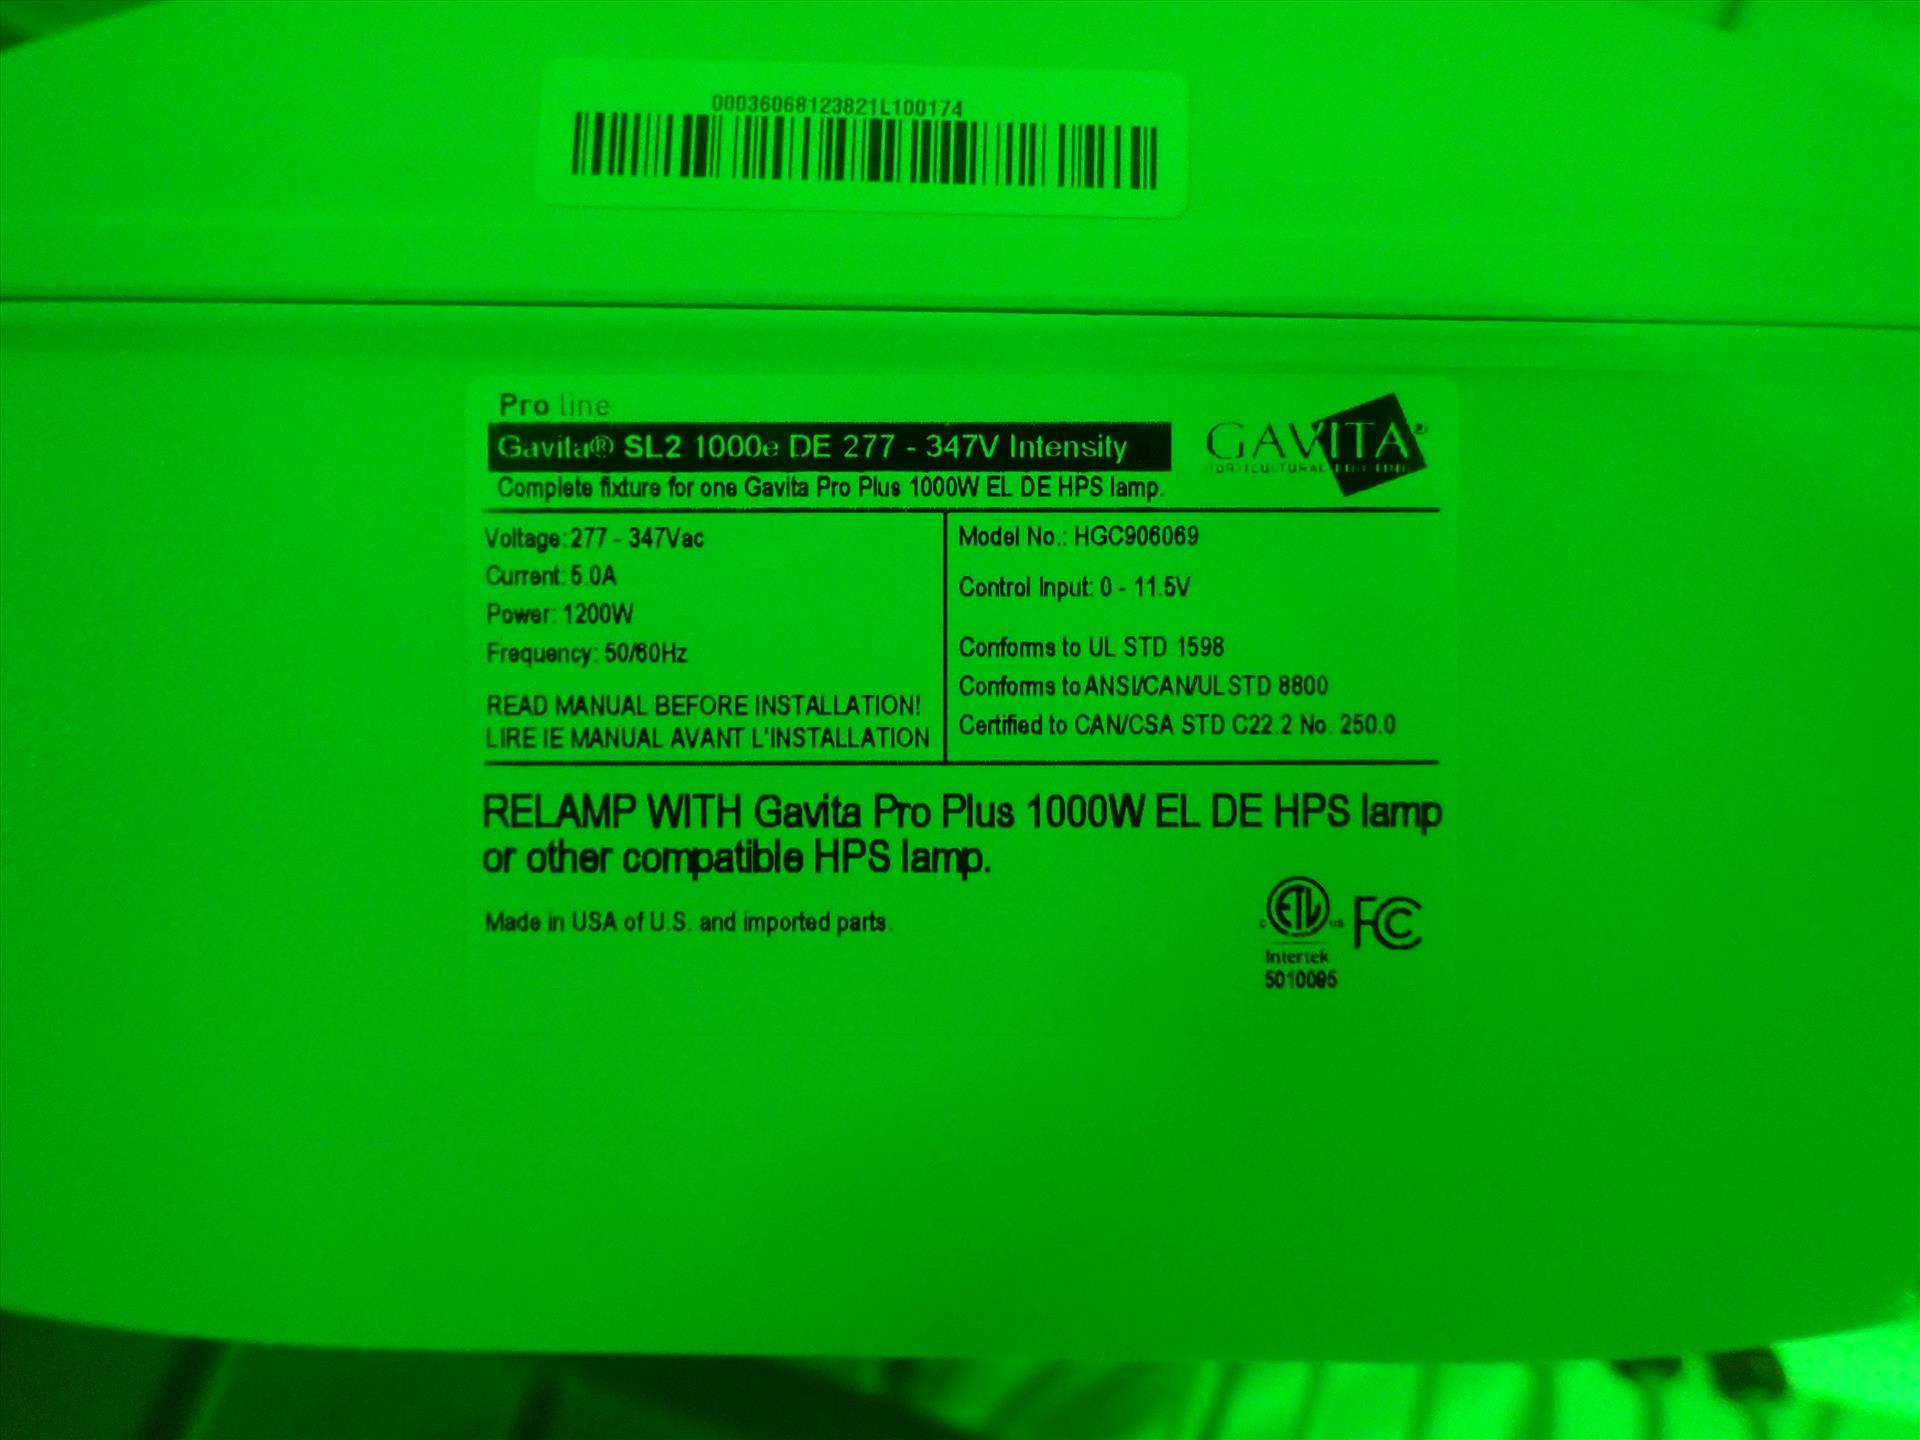 00036068123821L100174
Pro line
Gavita® SL2 1000e DE 277 - 347V Intensity
GAVITA®
HORTICULTURAL
Complete fixture for one Gavita Pro Plus 1000W EL DE HPS lamp.
Voltage: 277 - 347Vac
Current: 5.0A
Power: 1200W
Frequency: 50/60Hz
READ MANUAL BEFORE INSTALLATION!
LIRE IE MANUAL AVANT L'INSTALLATION
Model No.: HGC906069
Control Input: 0 - 11.5V
Conforms to UL STD 1598
Conforms to ANSI/CAN/UL STD 8800
Certified to CAN/CSA STD C22.2 No. 250.0
RELAMP WITH Gavita Pro Plus 1000W EL DE HPS lamp
or other compatible HPS lamp.
Made in USA of U.S. and imported parts.
C ETL US FC
Intertek